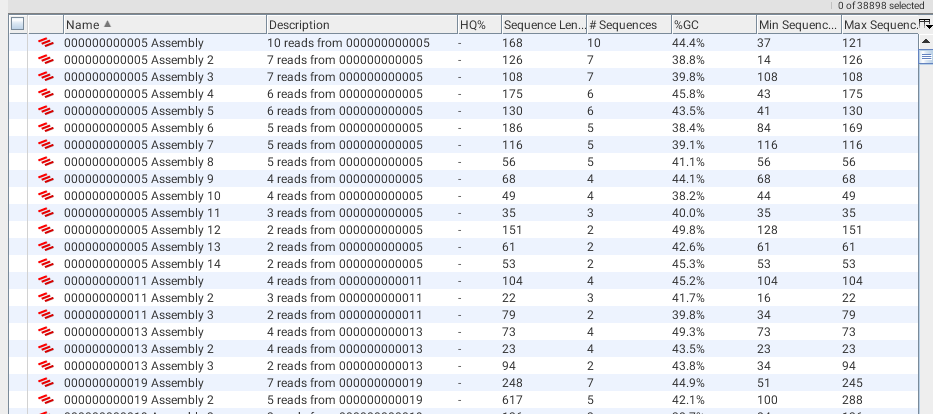 0 of 38898 selected
Name Description HQ% Sequence Len... # Sequences %GC Min Sequenc... Max Sequenc...
000000000005 Assembly 10 reads from 000000000005 - 168 10 44.4% 37 121
000000000005 Assembly 2 7 reads from 000000000005 - 126 7 38.8% 14 126
000000000005 Assembly 3 7 reads from 000000000005 - 108 7 39.8% 108 108
000000000005 Assembly 4 6 reads from 000000000005 - 175 6 45.8% 43 175
000000000005 Assembly 5 6 reads from 000000000005 - 130 6 43.5% 41 130
000000000005 Assembly 6 5 reads from 000000000005 - 186 5 38.4% 84 169
000000000005 Assembly 7 5 reads from 000000000005 - 116 5 39.1% 116 116
000000000005 Assembly 8 5 reads from 000000000005 - 56 5 41.1% 56 56
000000000005 Assembly 9 4 reads from 000000000005 - 68 4 44.1% 68 68
000000000005 Assembly 10 4 reads from 000000000005 - 49 4 38.2% 44 49
000000000005 Assembly 11 3 reads from 000000000005 - 35 3 40.0% 35 35
000000000005 Assembly 12 2 reads from 000000000005 - 151 2 49.8% 128 151
000000000005 Assembly 13 2 reads from 000000000005 - 61 2 42.6% 61 61
000000000005 Assembly 14 2 reads from 000000000005 - 53 2 45.3% 53 53
000000000011 Assembly 4 reads from 000000000011 - 104 4 45.2% 104 104
000000000011 Assembly 2 3 reads from 000000000011 - 22 3 41.7% 16 22
000000000011 Assembly 3 2 reads from 000000000011 - 79 2 39.8% 34 79
000000000013 Assembly 4 reads from 000000000013 - 73 4 49.3% 73 73
000000000013 Assembly 2 4 reads from 000000000013 - 23 4 43.5% 23 23
000000000013 Assembly 3 2 reads from 000000000013 - 94 2 43.8% 34 94
000000000019 Assembly 7 reads from 000000000019 - 248 7 44.9% 51 245
000000000019 Assembly 2 5 reads from 000000000019 - 617 5 42.1% 100 288